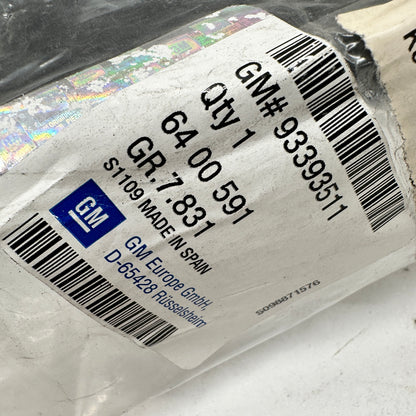 GM# 93393511
Qty 1
64 00 591
GR.7.831
S1109 MADE IN SPAIN
GM
GM Europe GmbH,
D-65428 Rüsselsheim
S098871576